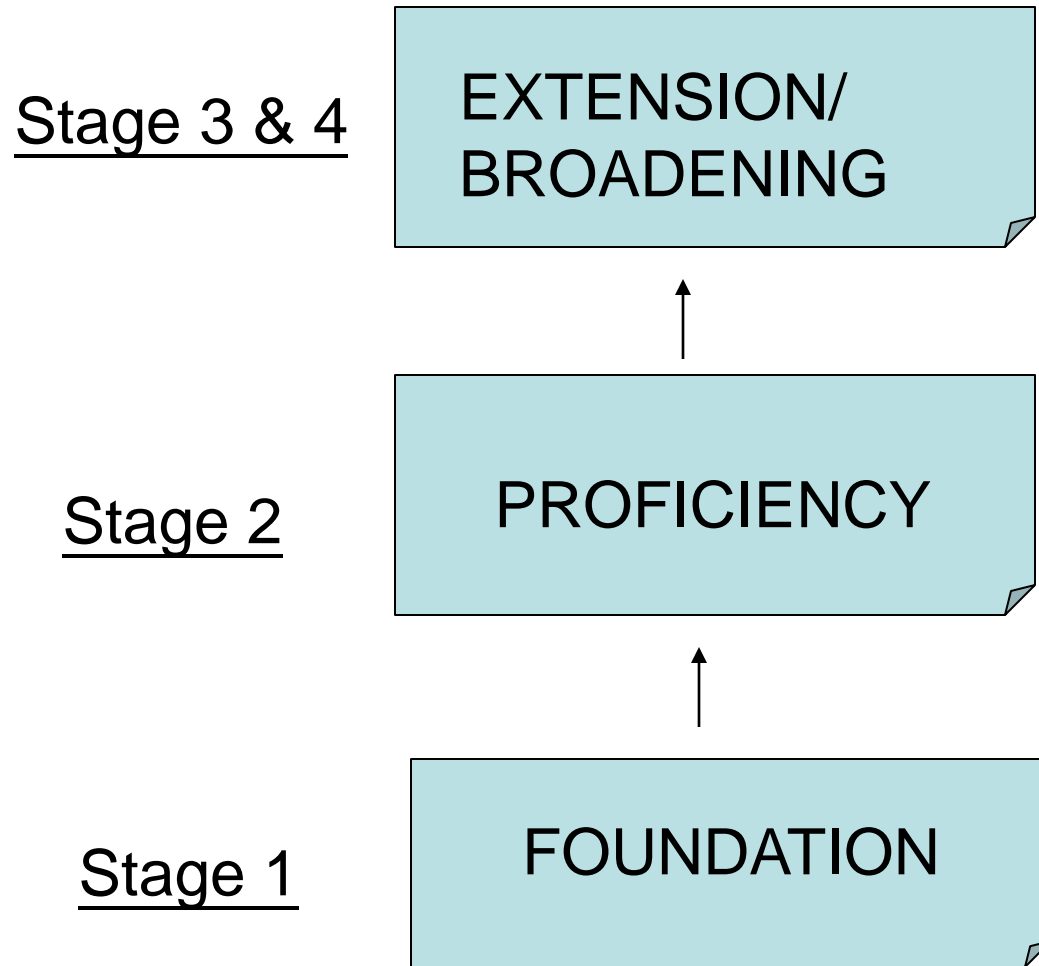 Stage 3 & 4
EXTENSION/
BROADENING
Stage 2
PROFICIENCY
Stage 1
FOUNDATION